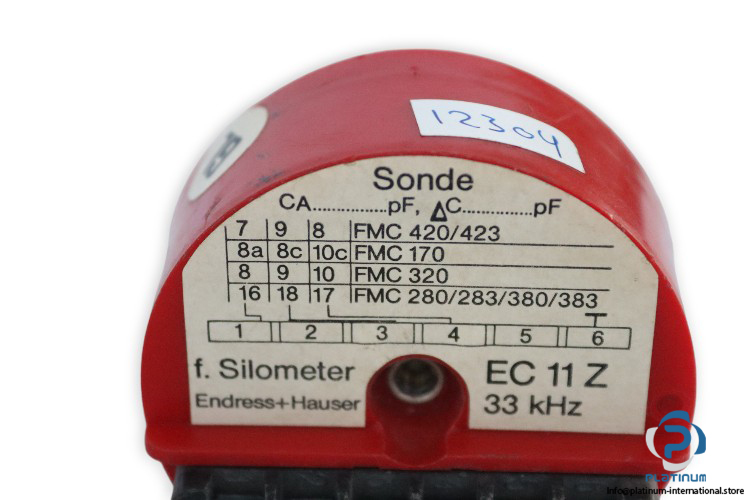 12304
Sonde
CA...............pF, ΔC..............pF
7 9 8 FMC 420/423
8a 8c 10c FMC 170
8 9 10 FMC 320
16 18 17 FMC 280/283/380/383
1 2 3 4 5 6
f. Silometer EC 11 Z
Endress+Hauser 33 kHz
PLATINUM
Info@platinum-international.store